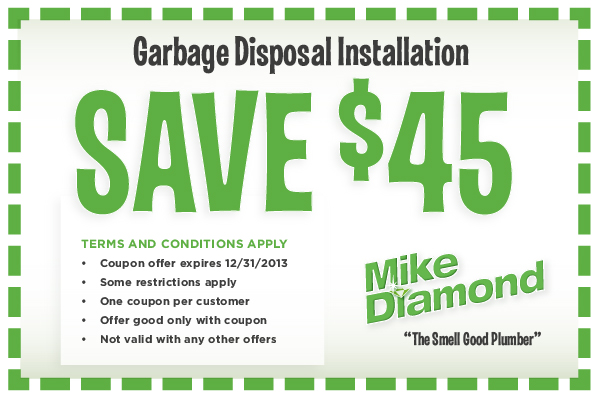 Garbage Disposal Installation
SAVE $45
TERMS AND CONDITIONS APPLY
• Coupon offer expires 12/31/2013
• Some restrictions apply
• One coupon per customer
• Offer good only with coupon
• Not valid with any other offers
Mike
Diamond
“The Smell Good Plumber”